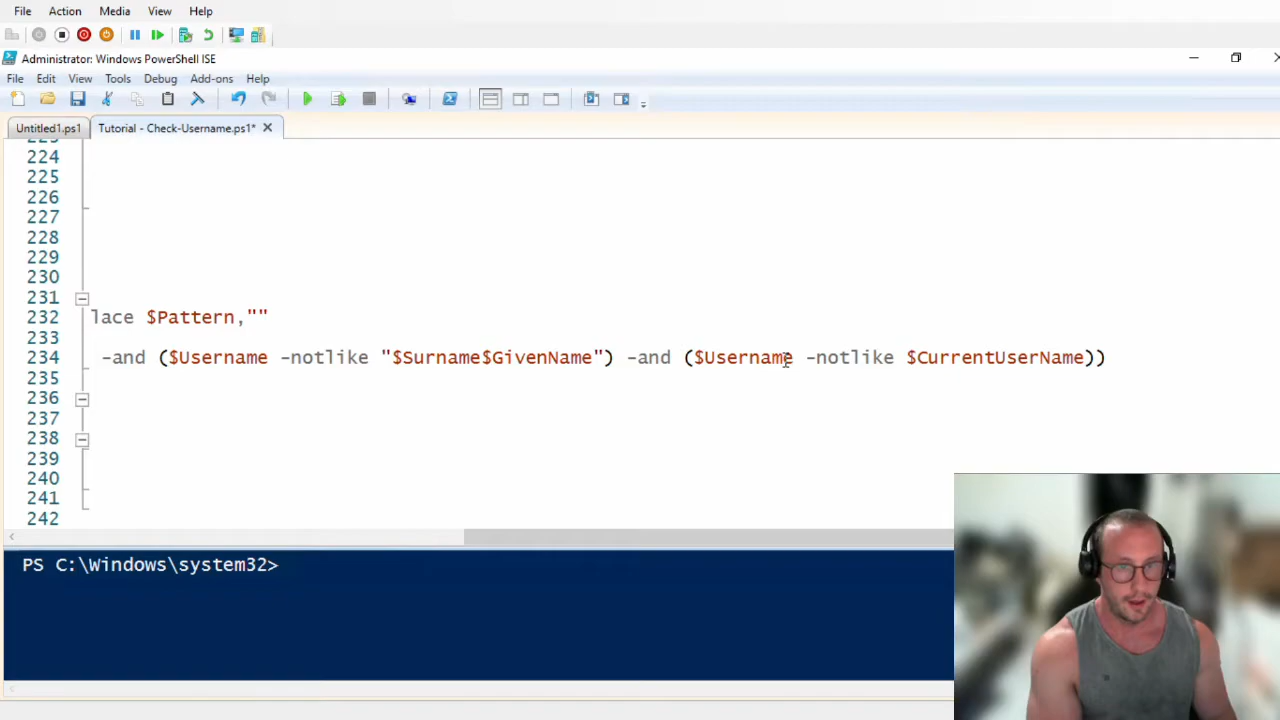 File Action Media View Help
Administrator: Windows PowerShell ISE
File Edit View Tools Debug Add-ons Help
Untitled1.ps1 Tutorial - Check-Username.ps1*
224
225
226
227
228
229
230
231
232 lace $Pattern,""
233
234 -and ($Username -notlike "$Surname$GivenName") -and ($Username -notlike $CurrentUserName))
235
236
237
238
239
240
241
242
PS C:\Windows\system32>